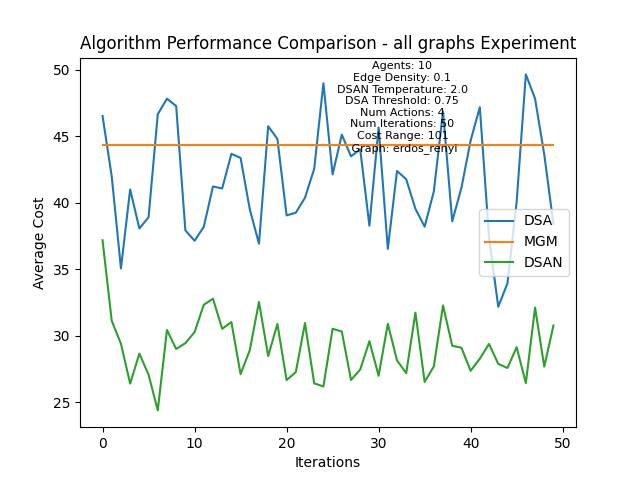 Algorithm Performance Comparison - all graphs Experiment
Agents: 10
Edge Density: 0.1
DSAN Temperature: 2.0
DSA Threshold: 0.75
Num Actions: 4
Num Iterations: 50
Cost Range: 101
Graph: erdos_renyi
50
45
40
35
30
25
Average Cost
DSA
MGM
DSAN
0
10
20
30
40
50
Iterations